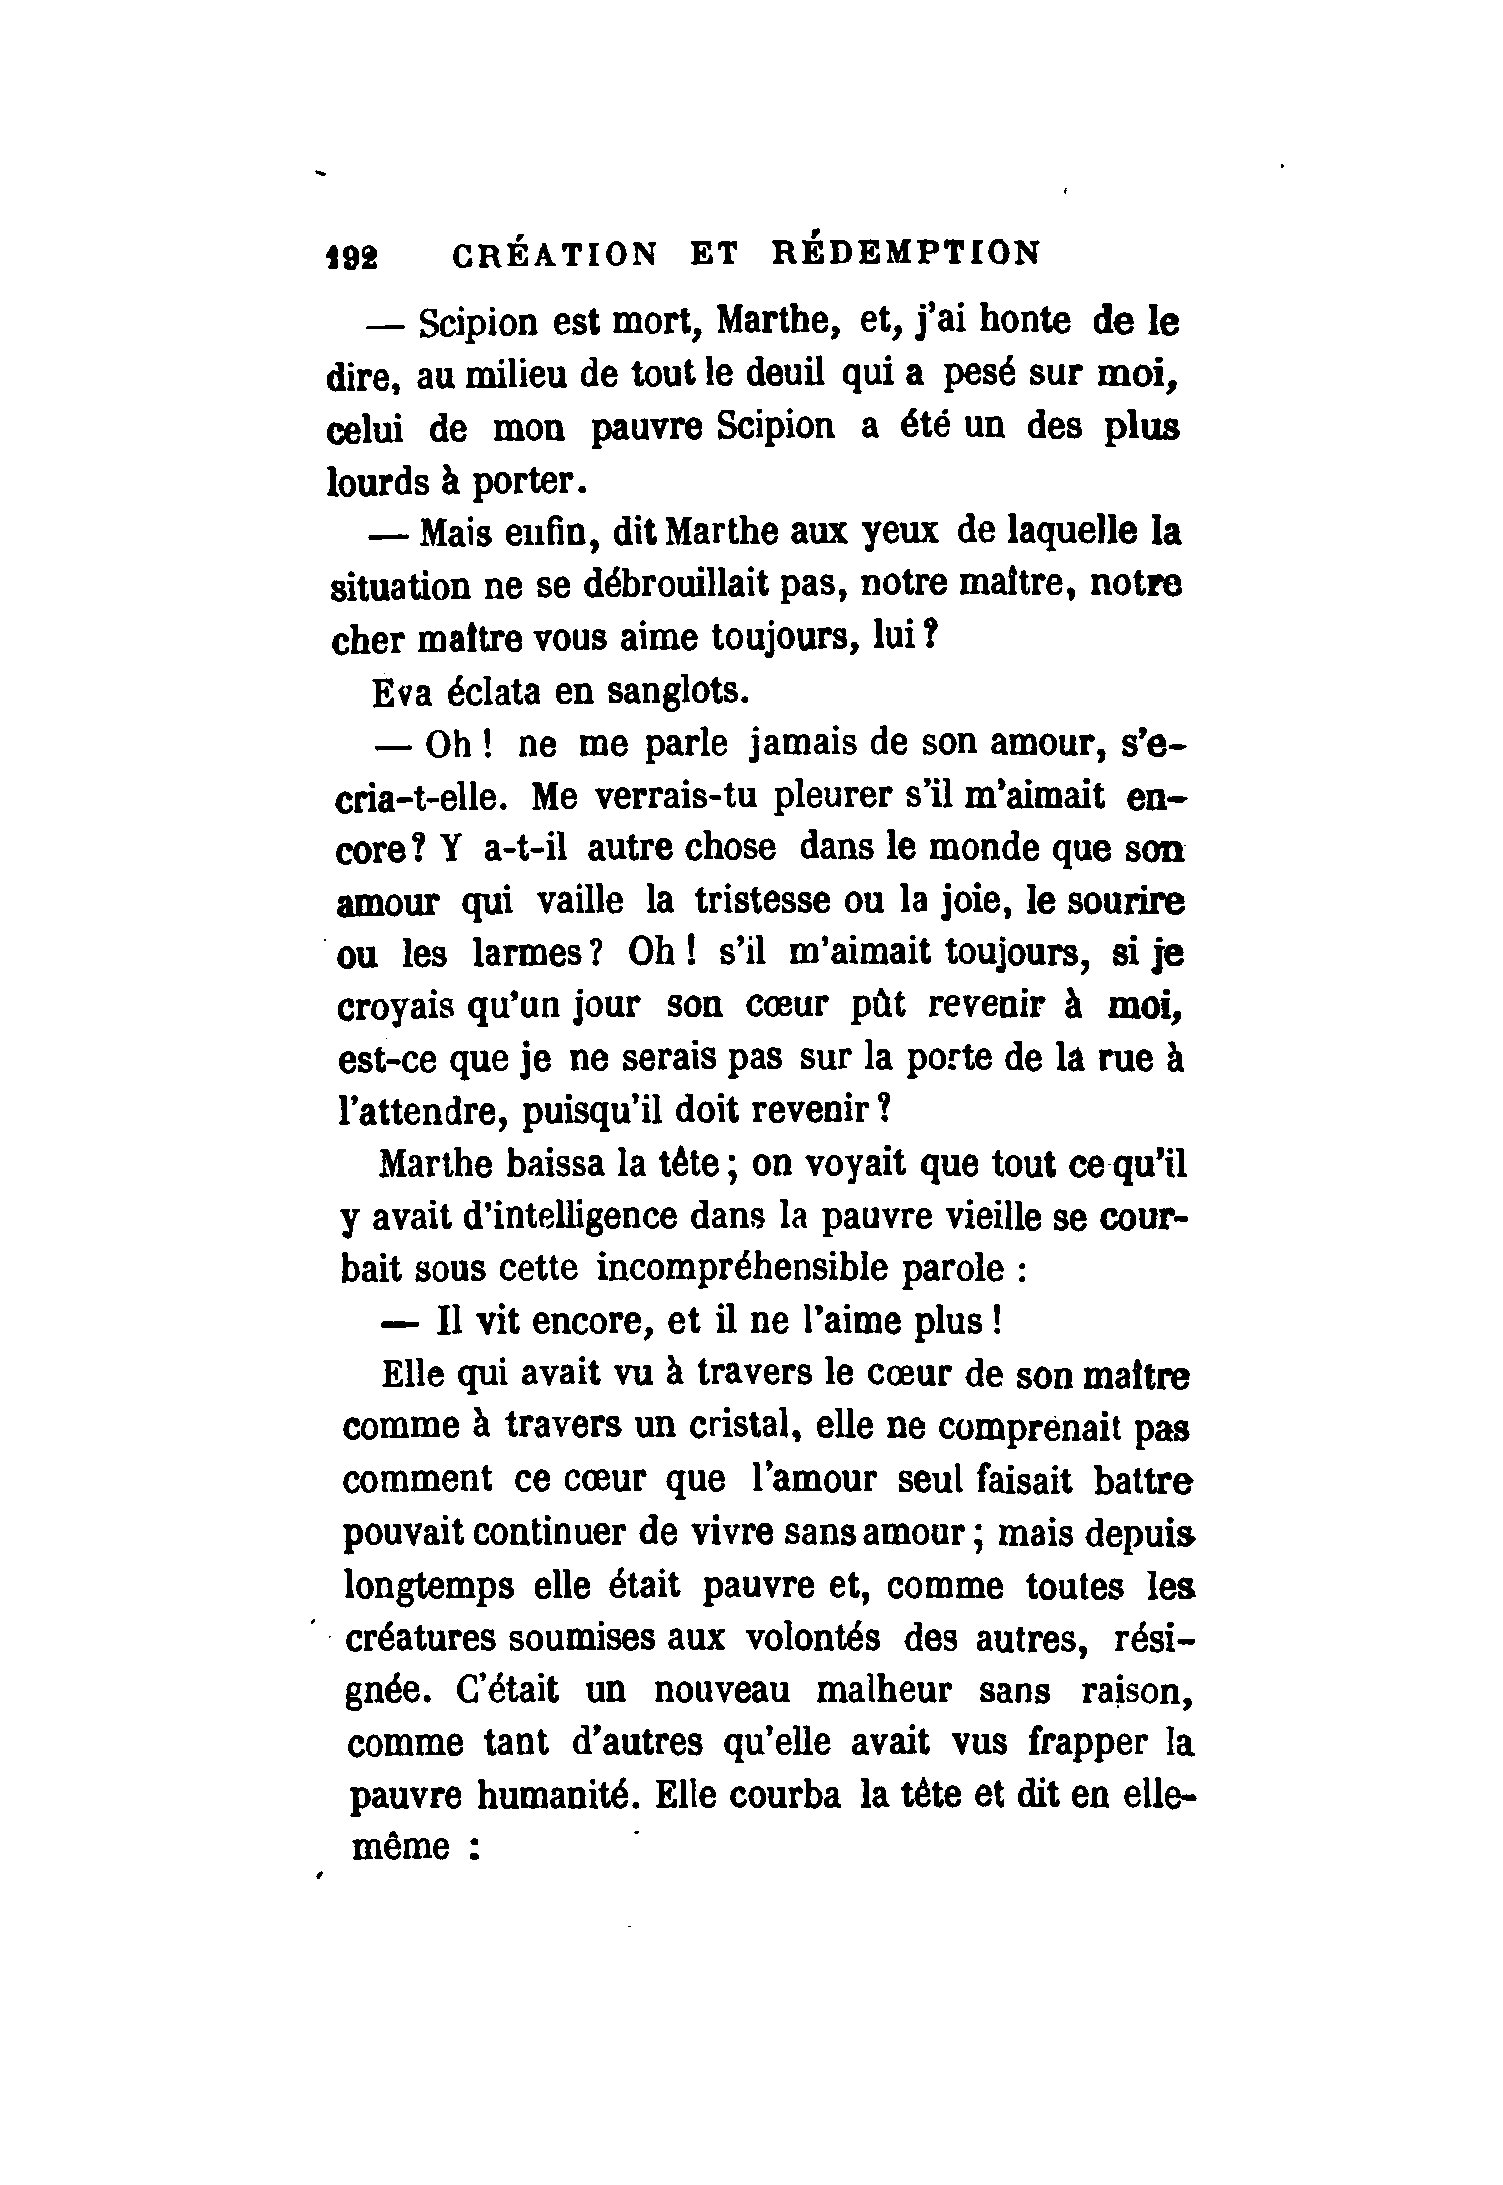 192 CRÉATION ET RÉDEMPTION
— Scipion est mort, Marthe, et, j'ai honte de le
dire, au milieu de tout le deuil qui a pesé sur moi,
celui de mon pauvre Scipion a été un des plus
lourds à porter.
— Mais enfin, dit Marthe aux yeux de laquelle la
situation ne se débrouillait pas, notre maître, notre
cher maître vous aime toujours, lui ?
Eva éclata en sanglots.
— Oh ! ne me parle jamais de son amour, s'e-
cria-t-elle. Me verrais-tu pleurer s'il m'aimait en-
core ? Y a-t-il autre chose dans le monde que son
amour qui vaille la tristesse ou la joie, le sourire
ou les larmes ? Oh ! s'il m'aimait toujours, si je
croyais qu'un jour son cœur pût revenir à moi,
est-ce que je ne serais pas sur la porte de la rue à
l'attendre, puisqu'il doit revenir ?
Marthe baissa la tête ; on voyait que tout ce qu'il
y avait d'intelligence dans la pauvre vieille se cour-
bait sous cette incompréhensible parole :
— Il vit encore, et il ne l'aime plus !
Elle qui avait vu à travers le cœur de son maître
comme à travers un cristal, elle ne comprenait pas
comment ce cœur que l'amour seul faisait battre
pouvait continuer de vivre sans amour ; mais depuis
longtemps elle était pauvre et, comme toutes les
créatures soumises aux volontés des autres, rési-
gnée. C'était un nouveau malheur sans raison,
comme tant d'autres qu'elle avait vus frapper la
pauvre humanité. Elle courba la tête et dit en elle-
même :